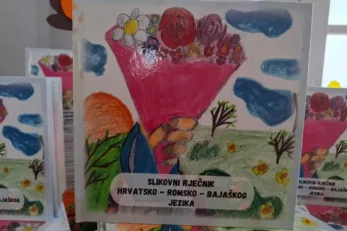 SLIKOVNI RJEČNIK
HRVATSKO – ROMSKO – BAJAŠKOG
JEZIKA